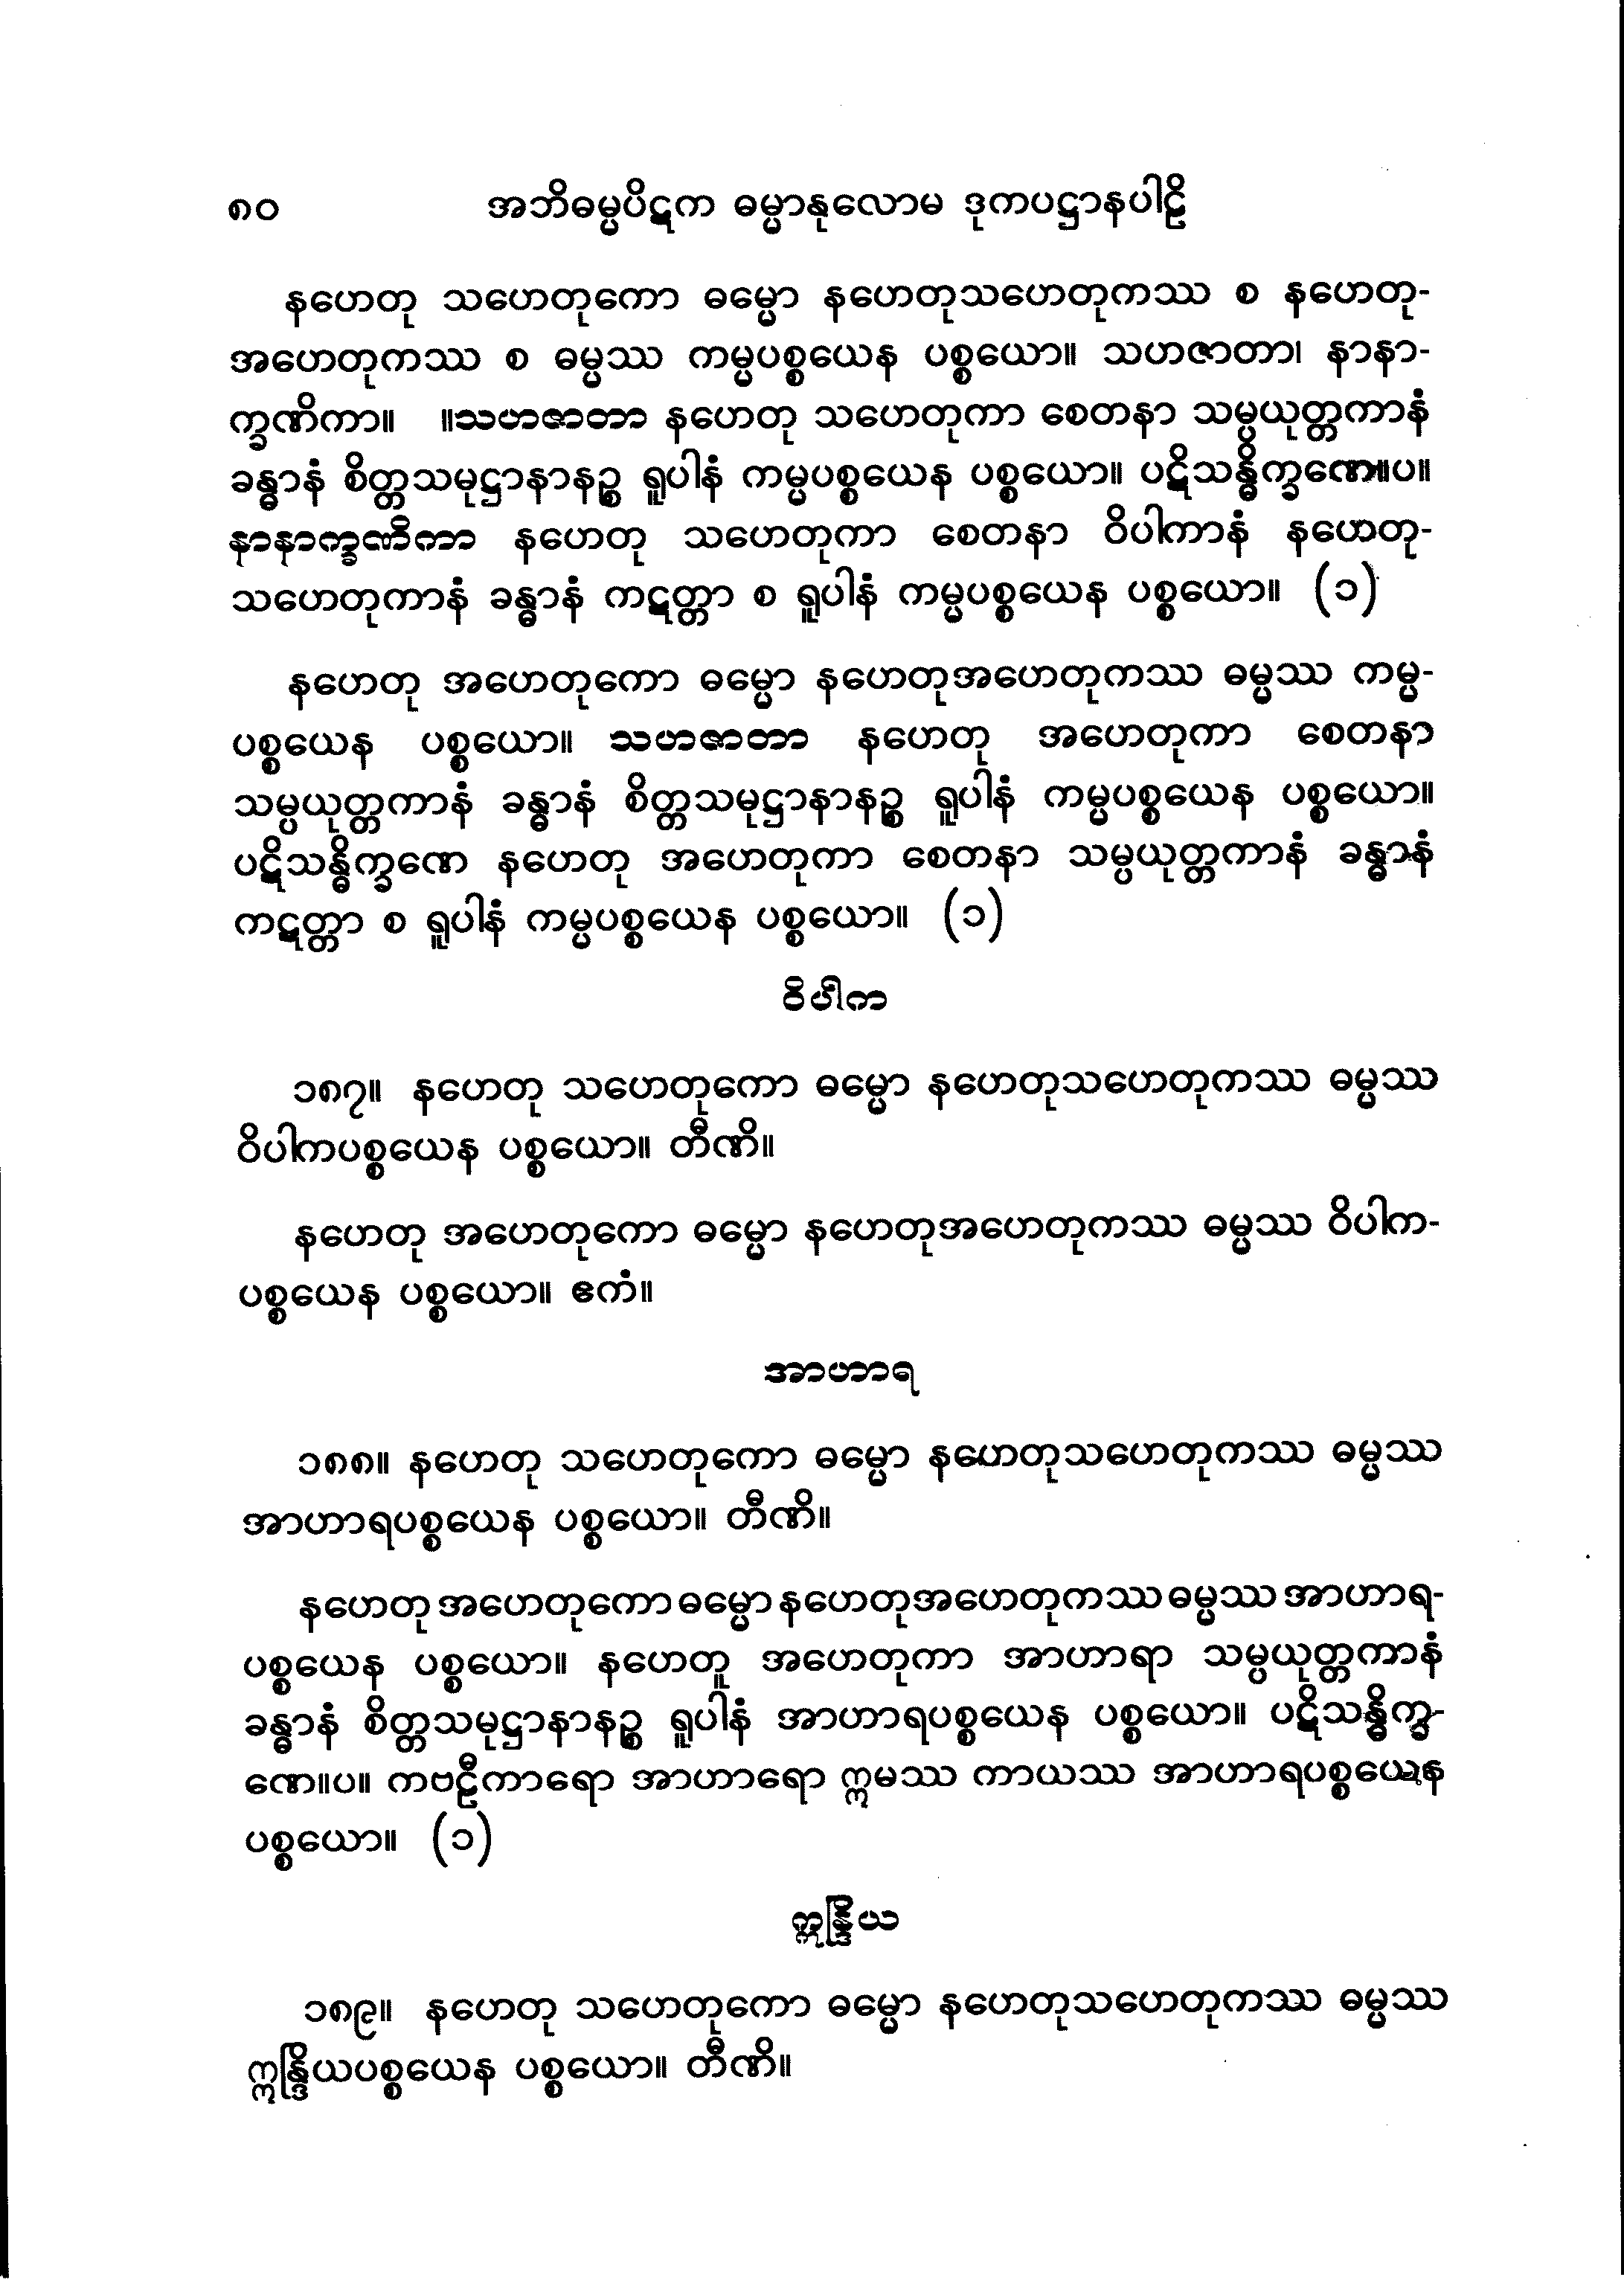 ၈၀ အဘိဓမ္မပိဋက ဓမ္မာနုလောမ ဒုကပဋ္ဌာနပါဠိ
နဟေတု သဟေတုကော ဓမ္မော နဟေတုသဟေတုကဿ စ နဟေတု-
အဟေတုကဿ စ ဓမ္မဿ ကမ္မပစ္စယေန ပစ္စယော။ သဟဇာတာ၊ နာနာ-
က္ခဏိကာ။ ။သဟဇာတာ နဟေတု သဟေတုကာ စေတနာ သမ္ပယုတ္တကာနံ
ခန္ဓာနံ စိတ္တသမုဋ္ဌာနာနဉ္စ ရူပါနံ ကမ္မပစ္စယေန ပစ္စယော။ ပဋိသန္ဓိက္ခဏေ။ပ။
နာနာက္ခဏိကာ နဟေတု သဟေတုကာ စေတနာ ဝိပါကာနံ နဟေတု-
သဟေတုကာနံ ခန္ဓာနံ ကဋတ္တာ စ ရူပါနံ ကမ္မပစ္စယေန ပစ္စယော။ (၁)
နဟေတု အဟေတုကော ဓမ္မော နဟေတုအဟေတုကဿ ဓမ္မဿ ကမ္မ-
ပစ္စယေန ပစ္စယော။ သဟဇာတာ နဟေတု အဟေတုကာ စေတနာ
သမ္ပယုတ္တကာနံ ခန္ဓာနံ စိတ္တသမုဋ္ဌာနာနဉ္စ ရူပါနံ ကမ္မပစ္စယေန ပစ္စယော။
ပဋိသန္ဓိက္ခဏေ နဟေတု အဟေတုကာ စေတနာ သမ္ပယုတ္တကာနံ ခန္ဓာနံ
ကဋတ္တာ စ ရူပါနံ ကမ္မပစ္စယေန ပစ္စယော။ (၁)
ဝိပါက
၁၈၇။ နဟေတု သဟေတုကော ဓမ္မော နဟေတုသဟေတုကဿ ဓမ္မဿ
ဝိပါကပစ္စယေန ပစ္စယော။ တီဏိ။
နဟေတု အဟေတုကော ဓမ္မော နဟေတုအဟေတုကဿ ဓမ္မဿ ဝိပါက-
ပစ္စယေန ပစ္စယော။ ဧကံ။
အာဟာရ
၁၈၈။ နဟေတု သဟေတုကော ဓမ္မော နဟေတုသဟေတုကဿ ဓမ္မဿ
အာဟာရပစ္စယေန ပစ္စယော။ တီဏိ။
နဟေတု အဟေတုကော ဓမ္မော နဟေတုအဟေတုကဿ ဓမ္မဿ အာဟာရ-
ပစ္စယေန ပစ္စယော။ နဟေတူ အဟေတုကာ အာဟာရာ သမ္ပယုတ္တကာနံ
ခန္ဓာနံ စိတ္တသမုဋ္ဌာနာနဉ္စ ရူပါနံ အာဟာရပစ္စယေန ပစ္စယော။ ပဋိသန္ဓိက္ခ-
ဏေ။ပ။ ကဗဠီကာရော အာဟာရော ဣမဿ ကာယဿ အာဟာရပစ္စယေန
ပစ္စယော။ (၁)
ဣန္ဒြိယ
၁၈၉။ နဟေတု သဟေတုကော ဓမ္မော နဟေတုသဟေတုကဿ ဓမ္မဿ
ဣန္ဒြိယပစ္စယေန ပစ္စယော။ တီဏိ။